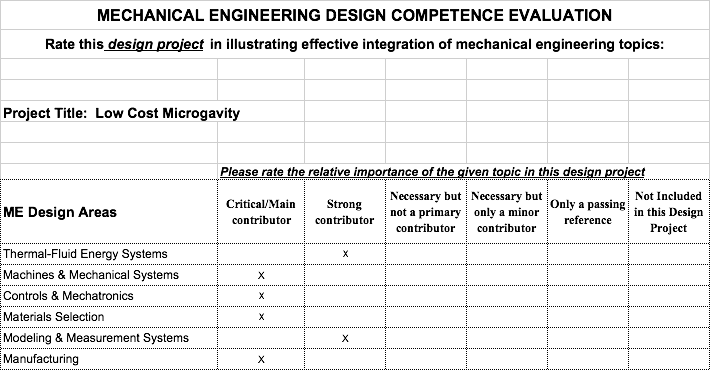 MECHANICAL ENGINEERING DESIGN COMPETENCE EVALUATION
Rate this design project in illustrating effective integration of mechanical engineering topics:
Project Title: Low Cost Microgavity
Please rate the relative importance of the given topic in this design project
ME Design Areas
Critical/Main contributor
Strong contributor
Necessary but not a primary contributor
Necessary but only a minor contributor
Only a passing reference
Not Included in this Design Project
Thermal-Fluid Energy Systems x
Machines & Mechanical Systems x
Controls & Mechatronics x
Materials Selection x
Modeling & Measurement Systems x
Manufacturing x